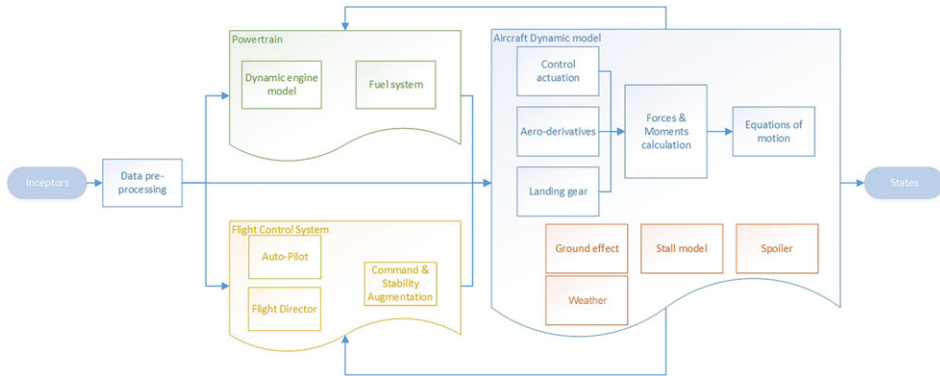 Powertrain
Dynamic engine
model
Fuel system
Aircraft Dynamic model
Control
actuation
Aero-derivatives
Landing gear
Forces &
Moments
calculation
Equations of
motion
Inceptors
Data pre-
processing
States
Flight Control System
Auto-Pilot
Flight Director
Command &
Stability
Augmentation
Ground effect
Stall model
Spoiler
Weather